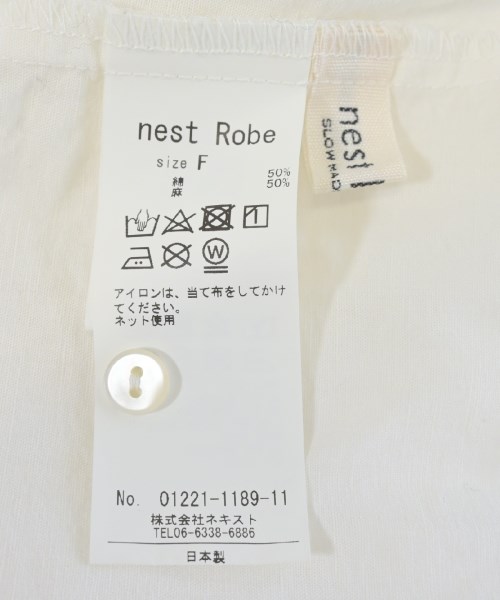 nest Robe
size F
綿 50%
麻 50%
W
アイロンは、当て布をしてかけ
てください。
ネット使用
No. 01221-1189-11
株式会社ネキスト
TEL06-6338-6886
日本製
nest
SLOW MAD